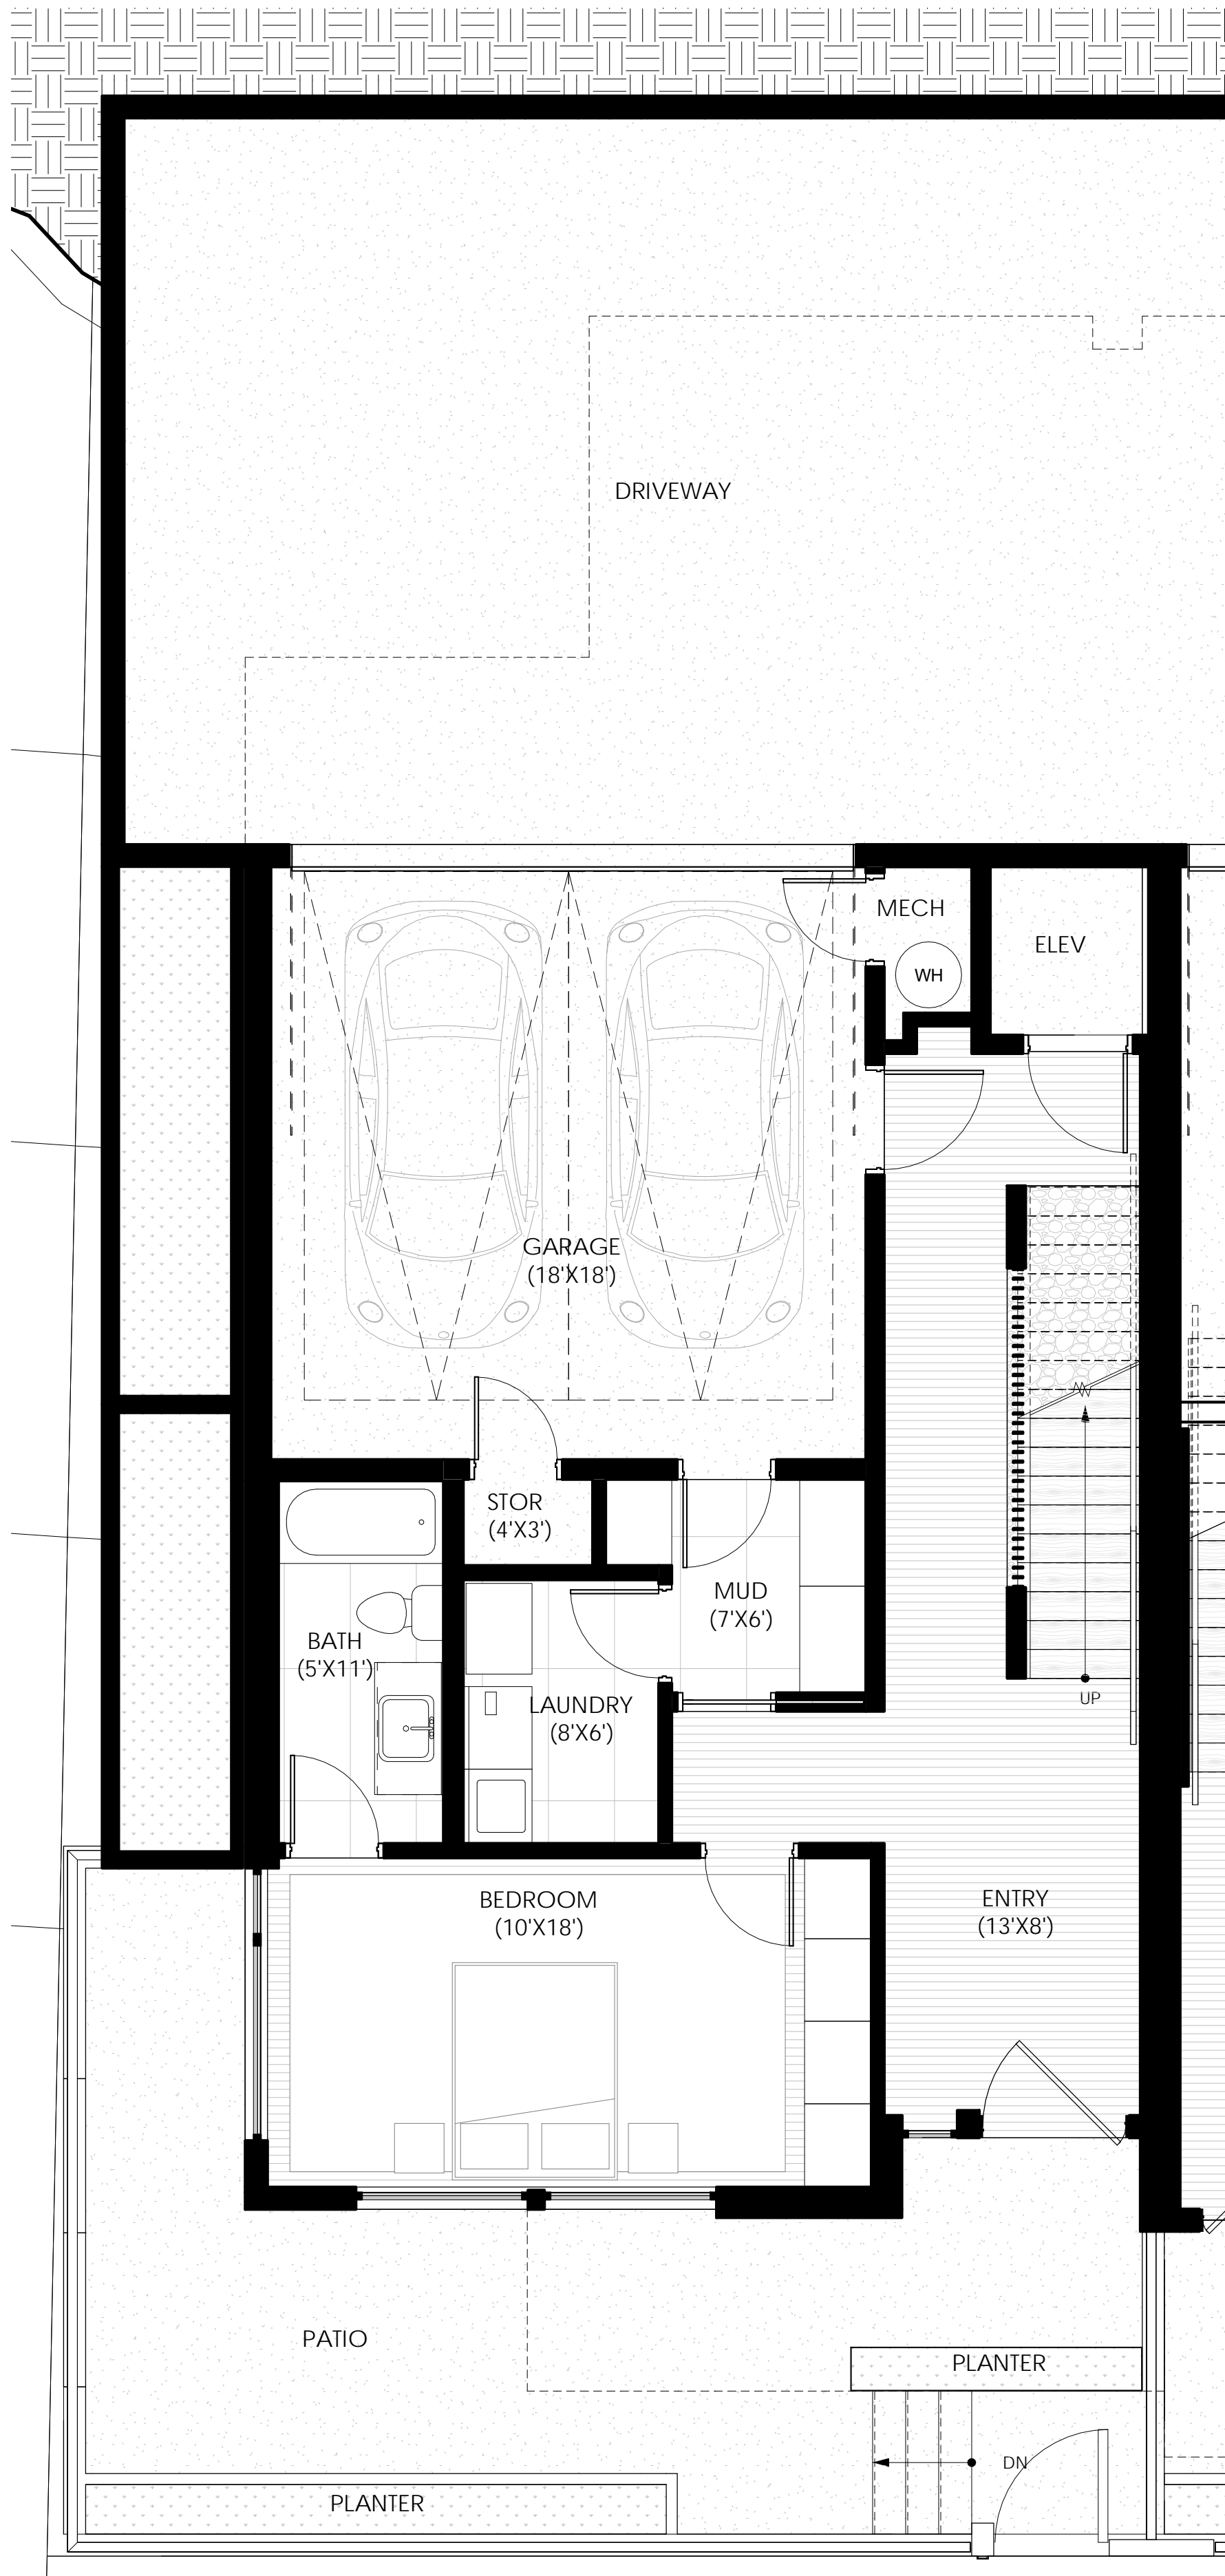 DRIVEWAY
MECH
ELEV
WH
GARAGE
(18'X18')
STOR
(4'X3')
MUD
(7'X6')
BATH
(5'X11')
LAUNDRY
(8'X6')
UP
BEDROOM
(10'X18')
ENTRY
(13'X8')
PATIO
PLANTER
DN
PLANTER